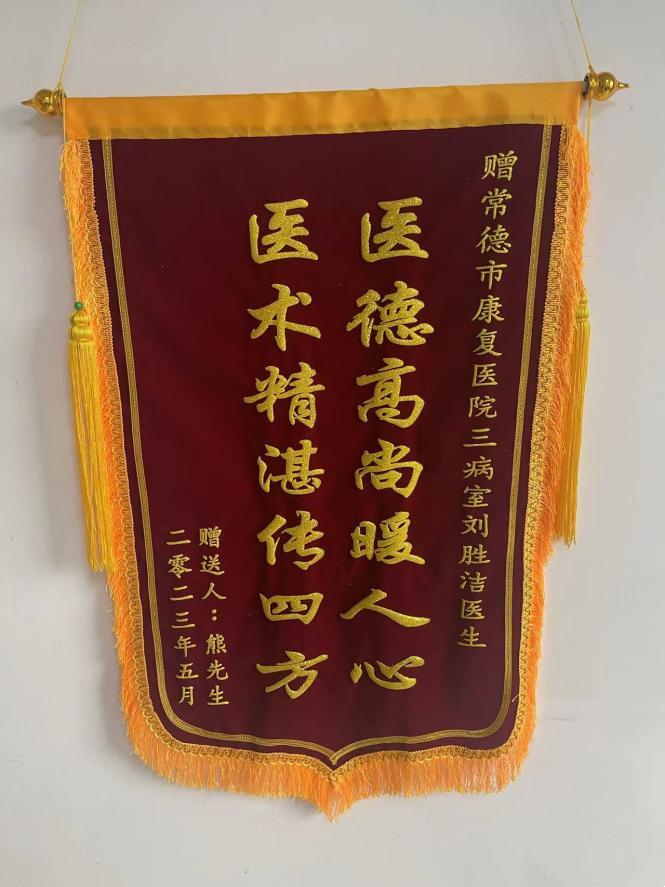 赠常德市康复医院三病室刘胜洁医生
医德高尚暖人心
医术精湛传四方
赠送人：熊先生
二零二三年五月